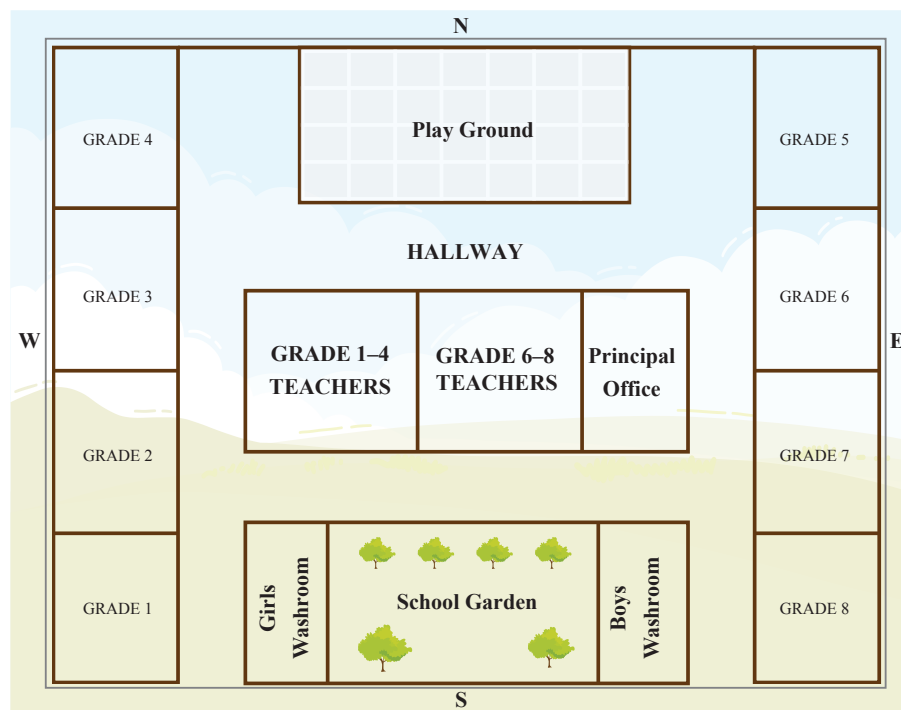 N
GRADE 4
Play Ground
GRADE 5
HALLWAY
GRADE 3
GRADE 6
W
GRADE 1–4
TEACHERS
GRADE 6–8
TEACHERS
Principal
Office
E
GRADE 2
GRADE 7
GRADE 1
Girls
Washroom
School Garden
Boys
Washroom
GRADE 8
S